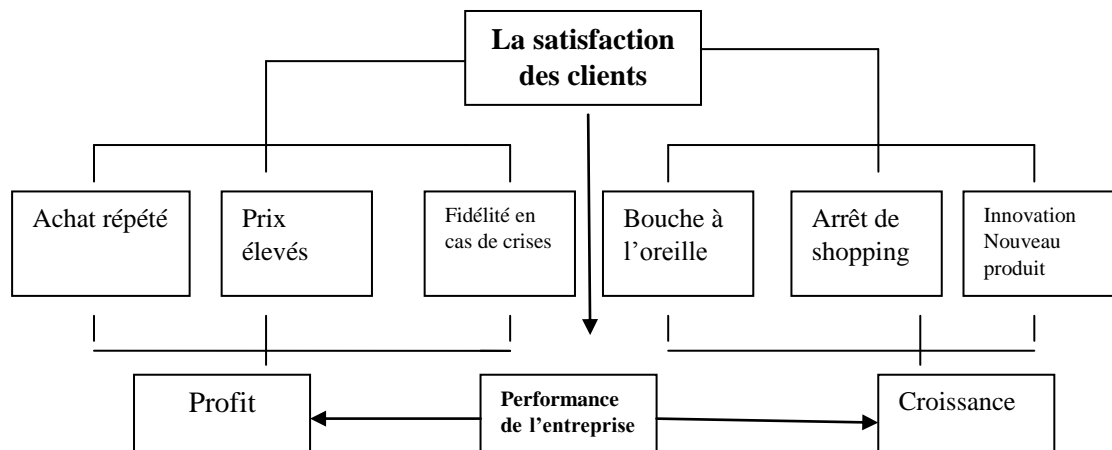 La satisfaction
des clients
Achat répété
Prix
élevés
Fidélité en
cas de crises
Bouche à
l’oreille
Arrêt de
shopping
Innovation
Nouveau
produit
Profit
Performance
de l’entreprise
Croissance